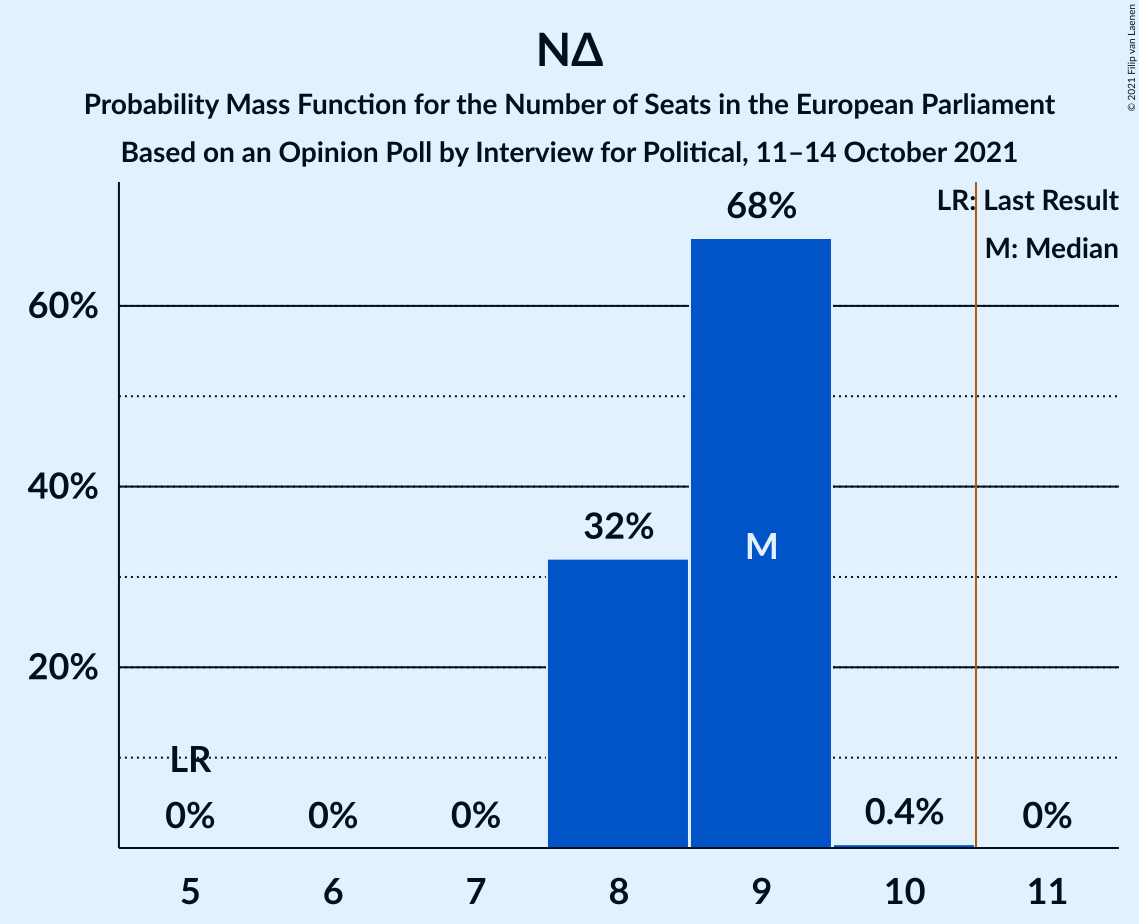 ΝΔ
Probability Mass Function for the Number of Seats in the European Parliament
Based on an Opinion Poll by Interview for Political, 11–14 October 2021
© 2021 Filip van Laenen
LR: Last Result
M: Median
68%
60%
40%
32%
M
20%
LR
0%
0%
0%
0.4%
0%
5
6
7
8
9
10
11